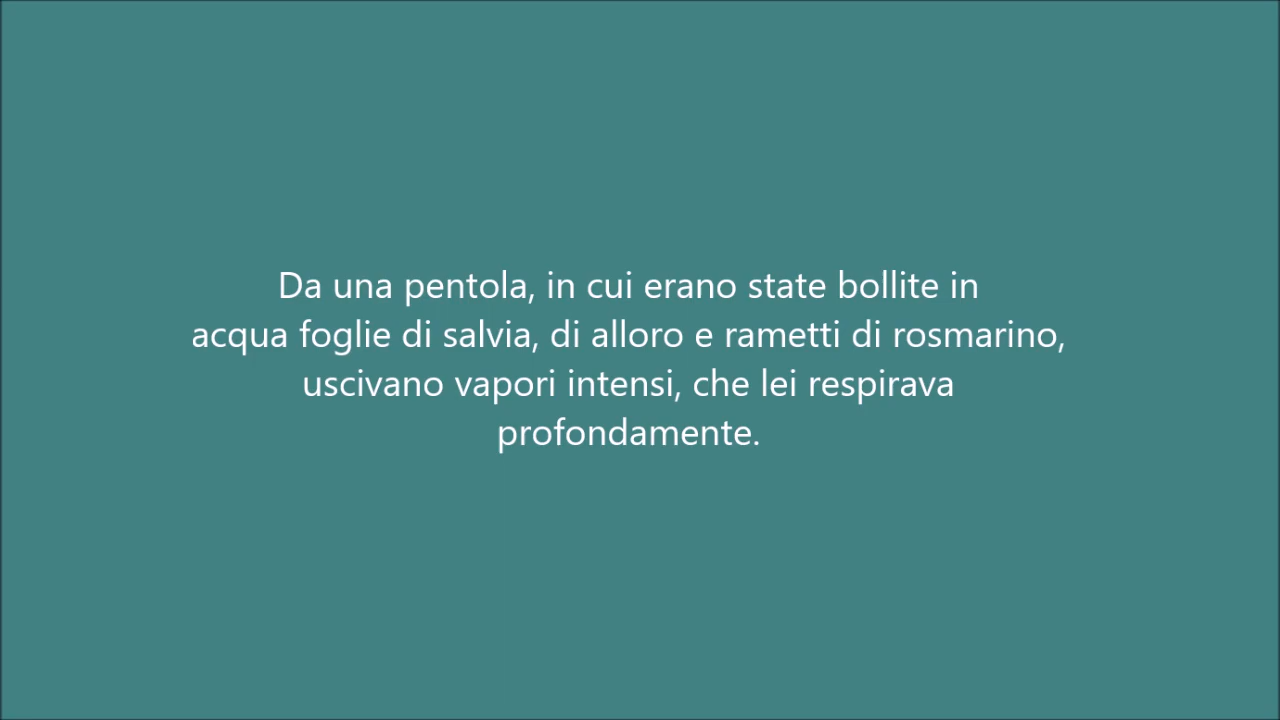 Da una pentola, in cui erano state bollite in
acqua foglie di salvia, di alloro e rametti di rosmarino,
uscivano vapori intensi, che lei respirava
profondamente.